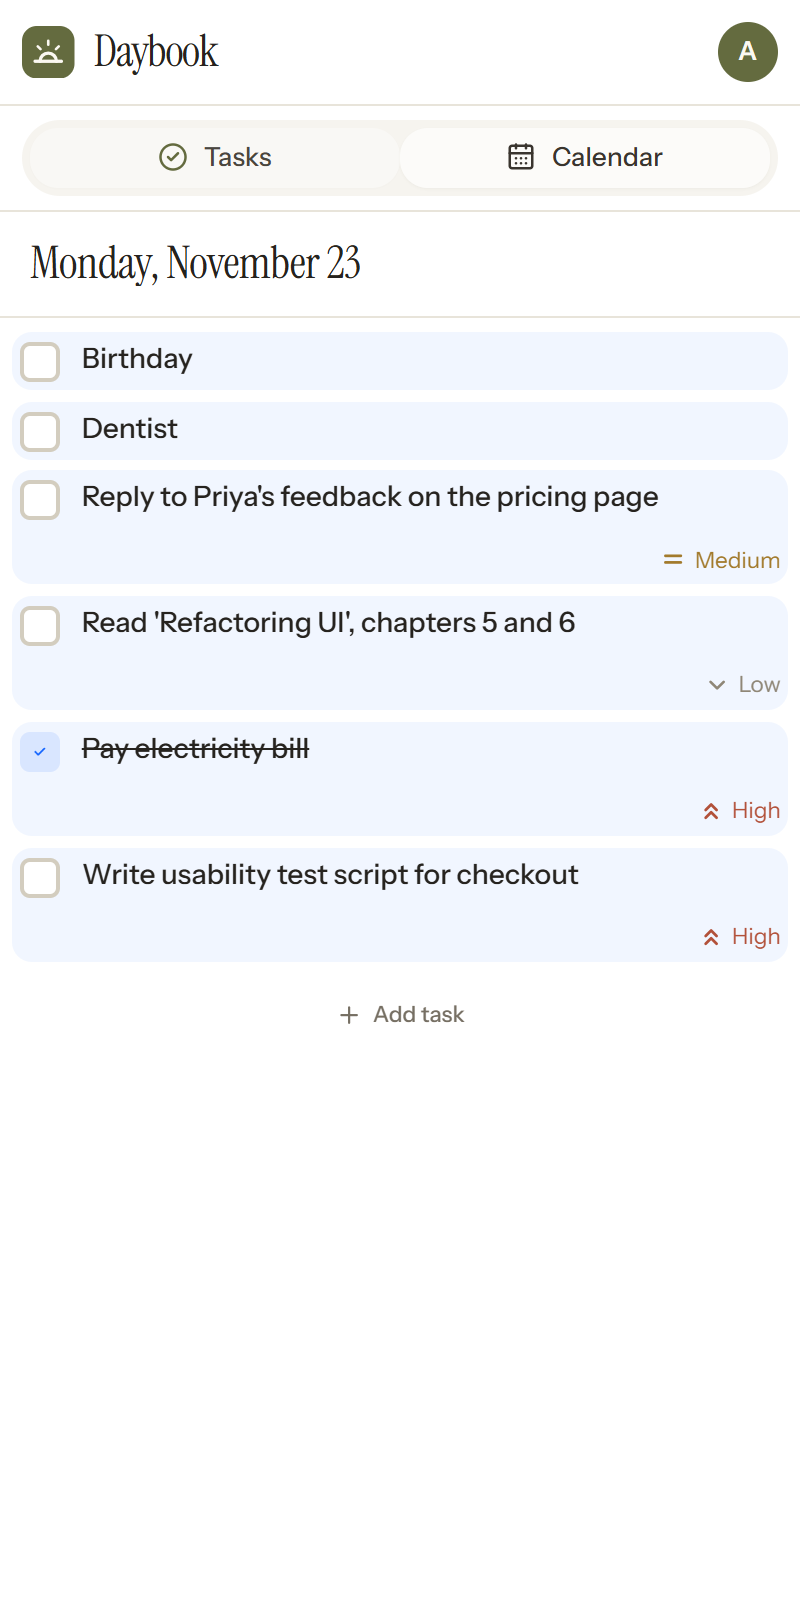 Daybook
A
Tasks
Calendar
Monday, November 23
Birthday
Dentist
Reply to Priya's feedback on the pricing page
Medium
Read 'Refactoring UI', chapters 5 and 6
Low
Pay electricity bill
High
Write usability test script for checkout
High
Add task